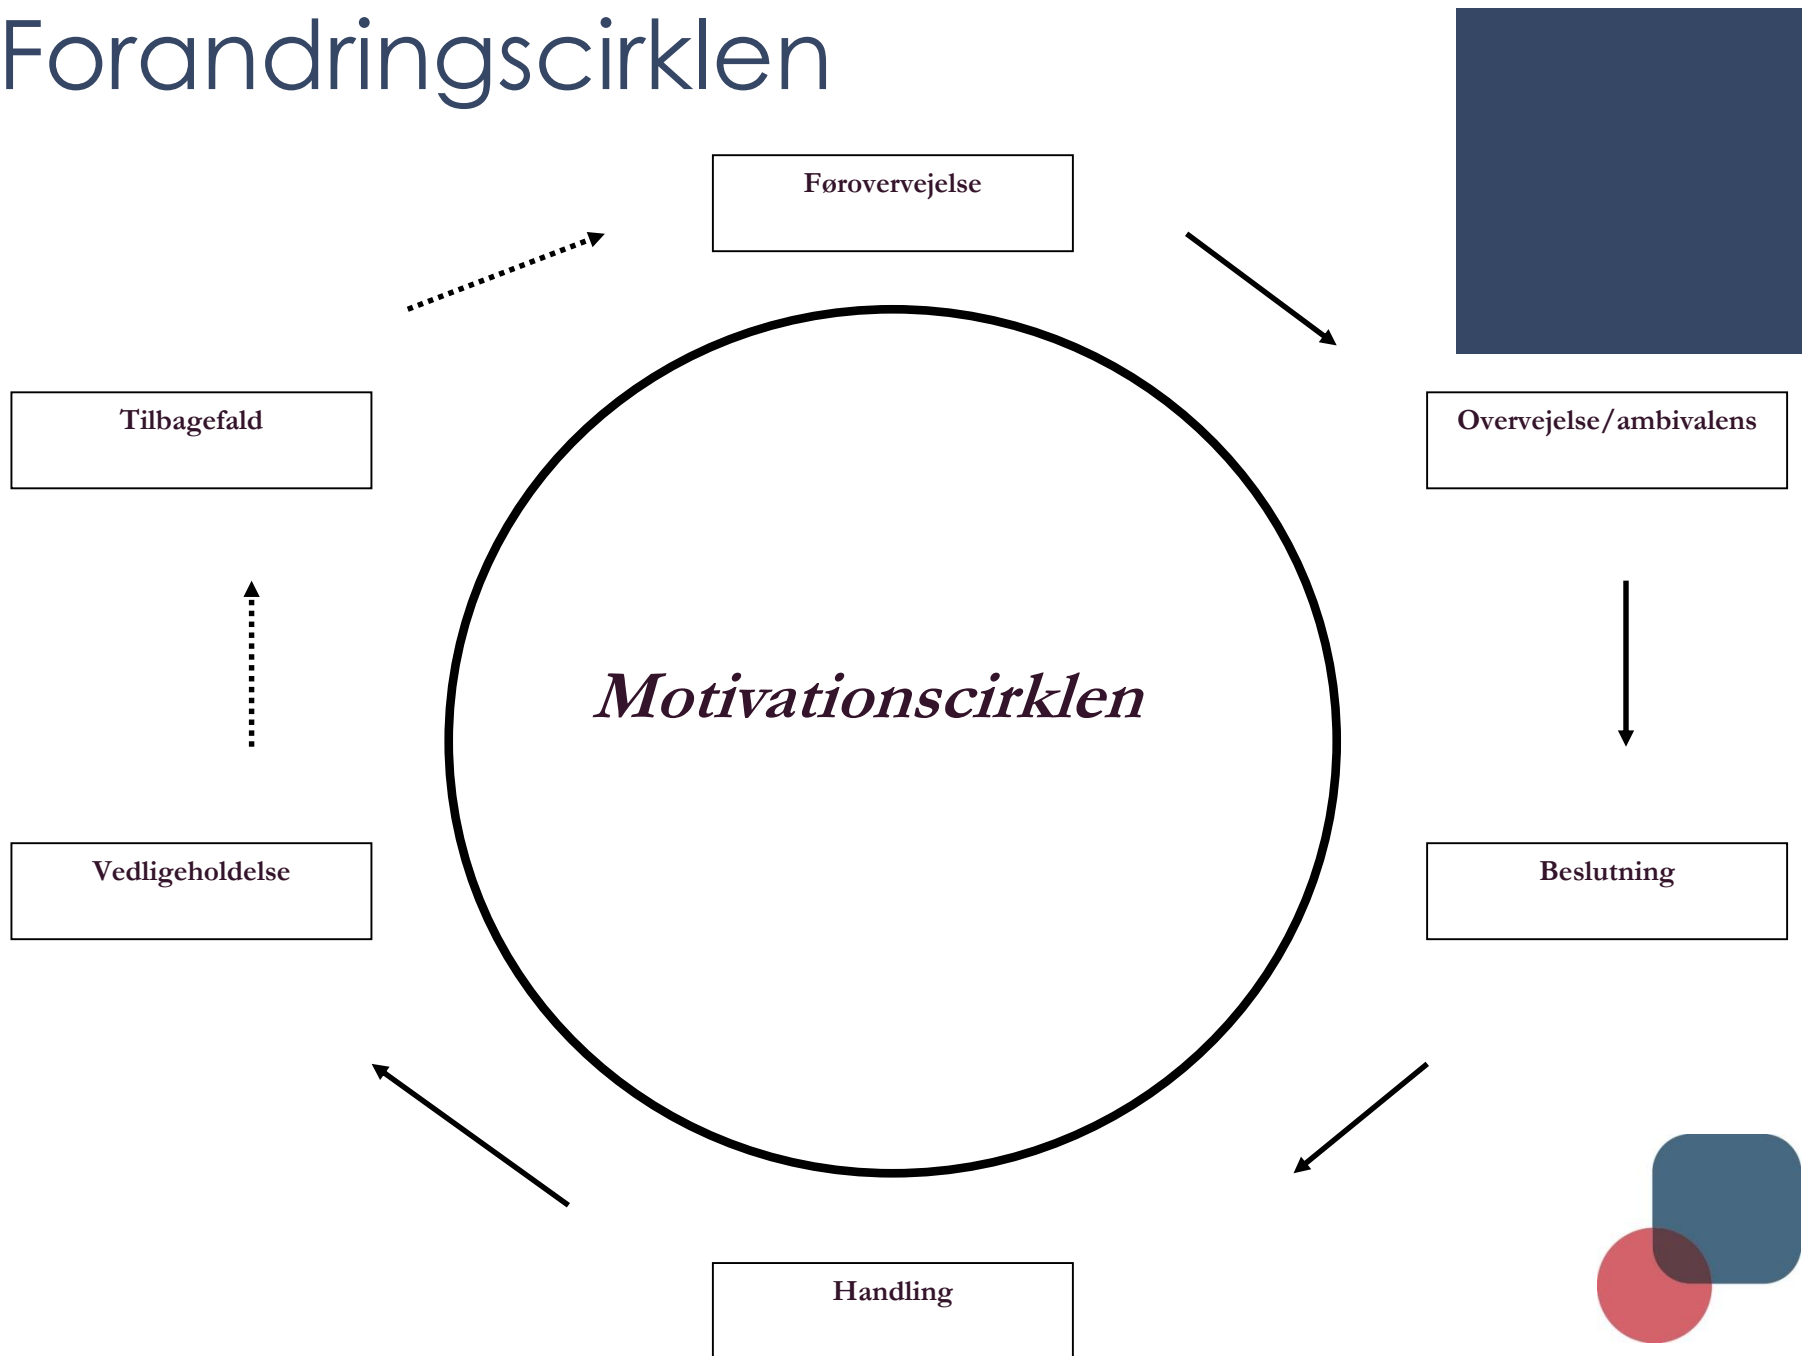 Forandringscirklen
Førovervejelse
Tilbagefald
Overvejelse/ambivalens
Motivationscirklen
Vedligeholdelse
Beslutning
Handling